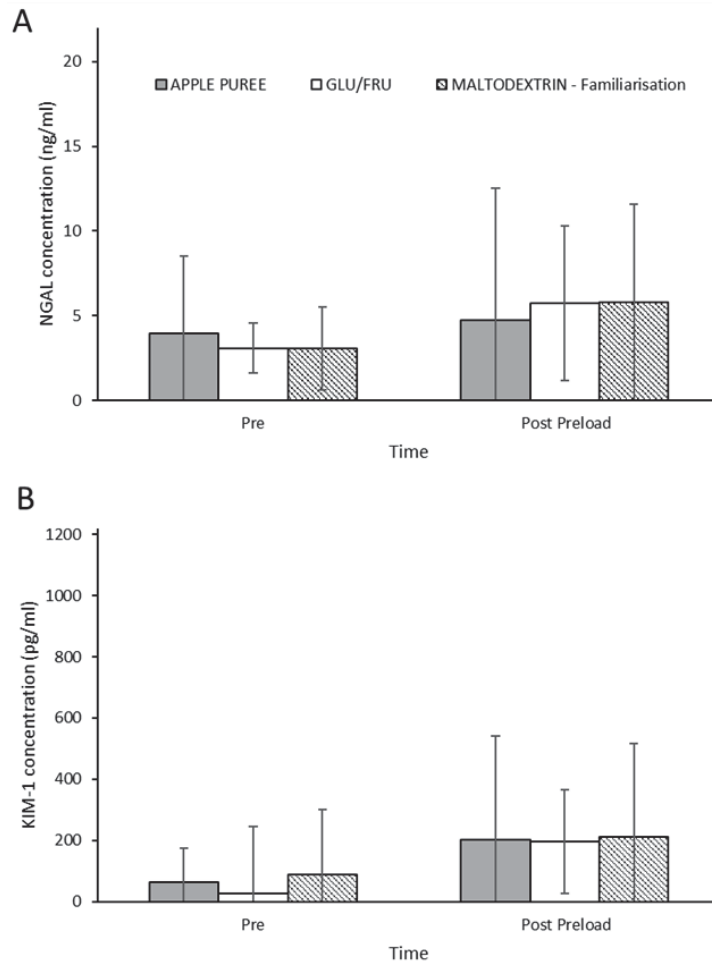 A
NGAL concentration (ng/ml)
20
15
10
5
0
APPLE PUREE GLU/FRU MALTODEXTRIN - Familiarisation
Pre Post Preload
Time
B
KIM-1 concentration (pg/ml)
1200
1000
800
600
400
200
0
Pre Post Preload
Time